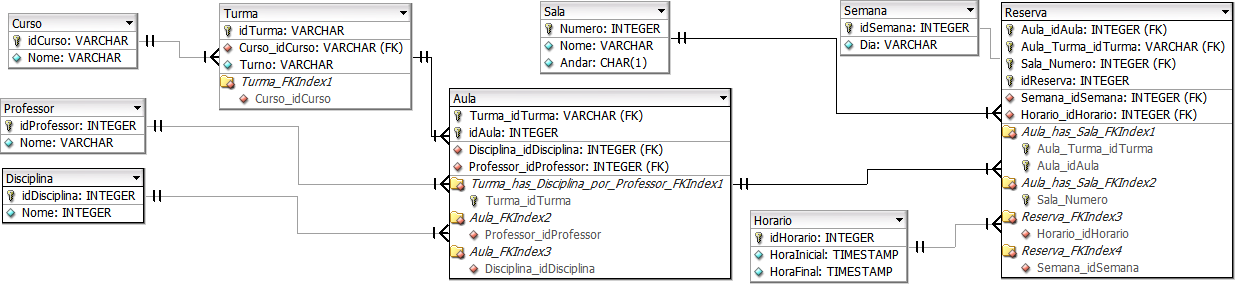 Curso
idCurso: VARCHAR
Nome: VARCHAR
Turma
idTurma: VARCHAR
Curso_idCurso: VARCHAR (FK)
Turno: VARCHAR
Turma_FKIndex1
Curso_idCurso
Sala
Numero: INTEGER
Nome: VARCHAR
Andar: CHAR(1)
Semana
idSemana: INTEGER
Dia: VARCHAR
Reserva
Aula_idAula: INTEGER (FK)
Aula_Turma_idTurma: VARCHAR (FK)
Sala_Numero: INTEGER (FK)
idReserva: INTEGER
Semana_idSemana: INTEGER (FK)
Horario_idHorario: INTEGER (FK)
Aula_has_Sala_FKIndex1
Aula_Turma_idTurma
Aula_idAula
Aula_has_Sala_FKIndex2
Sala_Numero
Reserva_FKIndex3
Horario_idHorario
Reserva_FKIndex4
Semana_idSemana
Professor
idProfessor: INTEGER
Nome: VARCHAR
Disciplina
idDisciplina: INTEGER
Nome: INTEGER
Aula
Turma_idTurma: VARCHAR (FK)
idAula: INTEGER
Disciplina_idDisciplina: INTEGER (FK)
Professor_idProfessor: INTEGER (FK)
Turma_has_Disciplina_por_Professor_FKIndex1
Turma_idTurma
Aula_FKIndex2
Professor_idProfessor
Aula_FKIndex3
Disciplina_idDisciplina
Horario
idHorario: INTEGER
HoraInicial: TIMESTAMP
HoraFinal: TIMESTAMP